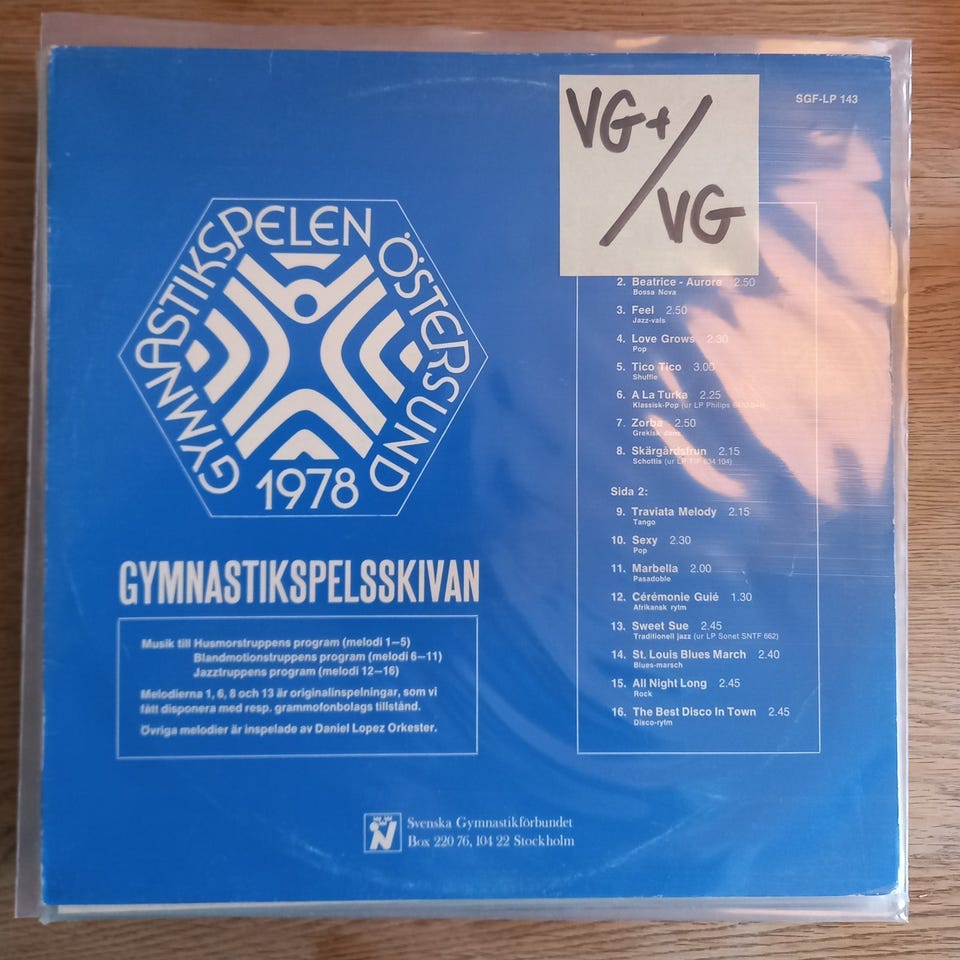 SGF-LP 143
VG+/
VG
GYMNASTIKSPELEN ÖSTERSUND
1978
2. Beatrice - Aurore 2.50
Bossa Nova
3. Feel 2.50
Jazz-vals
4. Love Grows 2.30
Pop
5. Tico Tico 3.00
Shuffle
6. A La Turka 2.25
Klassisk-Pop (ur LP Philips
7. Zorba 2.50
Grekisk dans
8. Skärgårdsfrun 2.15
Schottis (ur LP
Sida 2:
9. Traviata Melody 2.15
Tango
10. Sexy 2.30
Pop
11. Marbella 2.00
Pasadoble
12. Cérémonie Guié 1.30
Afrikansk rytm
13. Sweet Sue 2.45
Traditionell jazz (ur LP Sonet SNTF 662)
14. St. Louis Blues March 2.40
Blues-marsch
15. All Night Long 2.45
Rock
16. The Best Disco In Town 2.45
Disco-rytm
GYMNASTIKSPELSSKIVAN
Musik till Husmorstruppens program (melodi 1—5)
Blandmotionstruppens program (melodi 6—11)
Jazztruppens program (melodi 12—16)
Melodierna 1, 6, 8 och 13 är originalinspelningar, som vi
fått disponera med resp. grammofonbolags tillstånd.
Övriga melodier är inspelade av Daniel Lopez Orkester.
Svenska Gymnastikförbundet
Box 220 76, 104 22 Stockholm